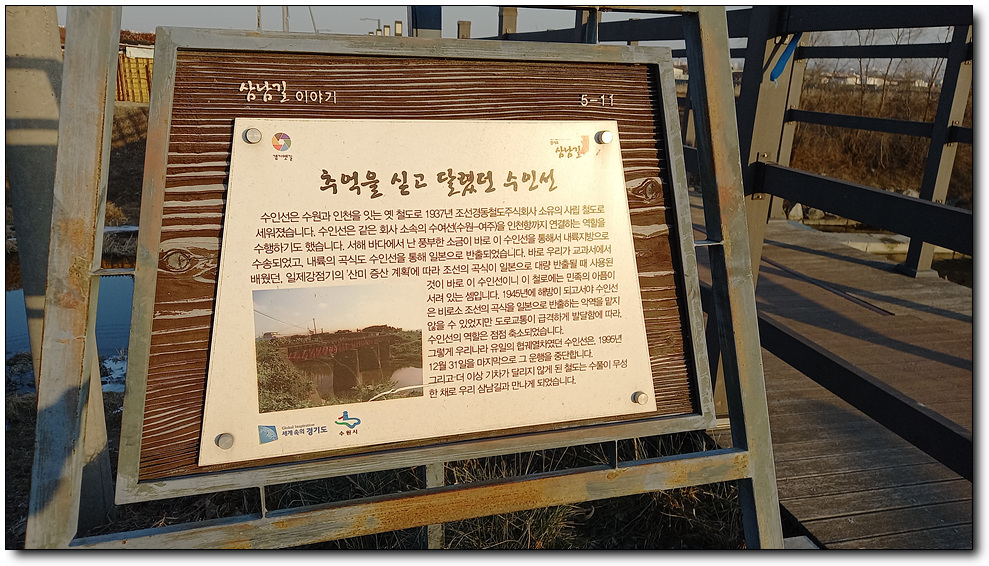 삼남길 이야기
5-11
경기옛길
삼남길
추억을 싣고 달렸던 수인선
수인선은 수원과 인천을 잇는 옛 철도로 1937년 조선경동철도주식회사 소유의 사립 철도로
세워졌습니다. 수인선은 같은 회사 소속의 수여선(수원-여주)을 인천항까지 연결하는 역할을
수행하기도 했습니다. 서해 바다에서 난 풍부한 소금이 바로 이 수인선을 통해서 내륙지방으로
수송되었고, 내륙의 곡식도 수인선을 통해 일본으로 반출되었습니다. 바로 우리가 교과서에서
배웠던, 일제강점기의 '산미 증산 계획'에 따라 조선의 곡식이 일본으로 대량 반출될 때 사용된
것이 바로 이 수인선이니 이 철로에는 민족의 아픔이
서려 있는 셈입니다. 1945년에 해방이 되고서야 수인선
은 비로소 조선의 곡식을 일본으로 반출하는 악역을 맡지
않을 수 있었지만 도로교통이 급격하게 발달함에 따라,
수인선의 역할은 점점 축소되었습니다.
그렇게 우리나라 유일의 협궤열차였던 수인선은 1995년
12월 31일을 마지막으로 그 운행을 중단합니다.
그리고 더 이상 기차가 달리지 않게 된 철도는 수풀이 무성
한 채로 우리 삼남길과 만나게 되었습니다.
Global Inspiration
세계 속의 경기도
수원시